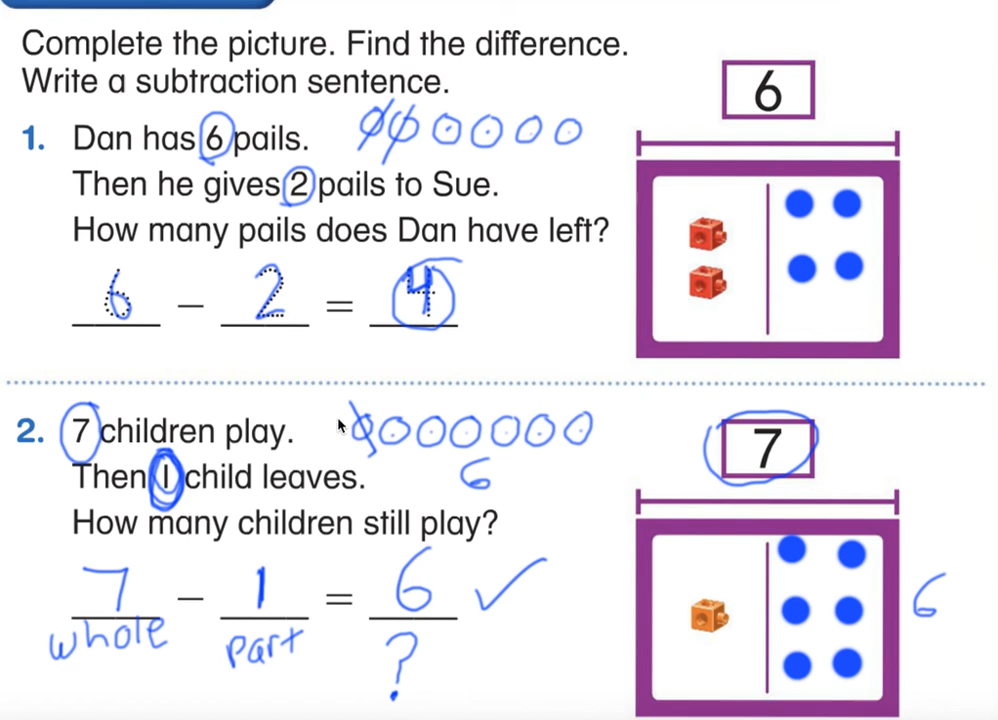 Complete the picture. Find the difference.
Write a subtraction sentence.
6
1. Dan has 6 pails.
Then he gives 2 pails to Sue.
How many pails does Dan have left?
6 − 2 = 4
2. 7 children play.
7
Then 1 child leaves.
6
How many children still play?
7 − 1 = 6 ✓
6
whole part ?